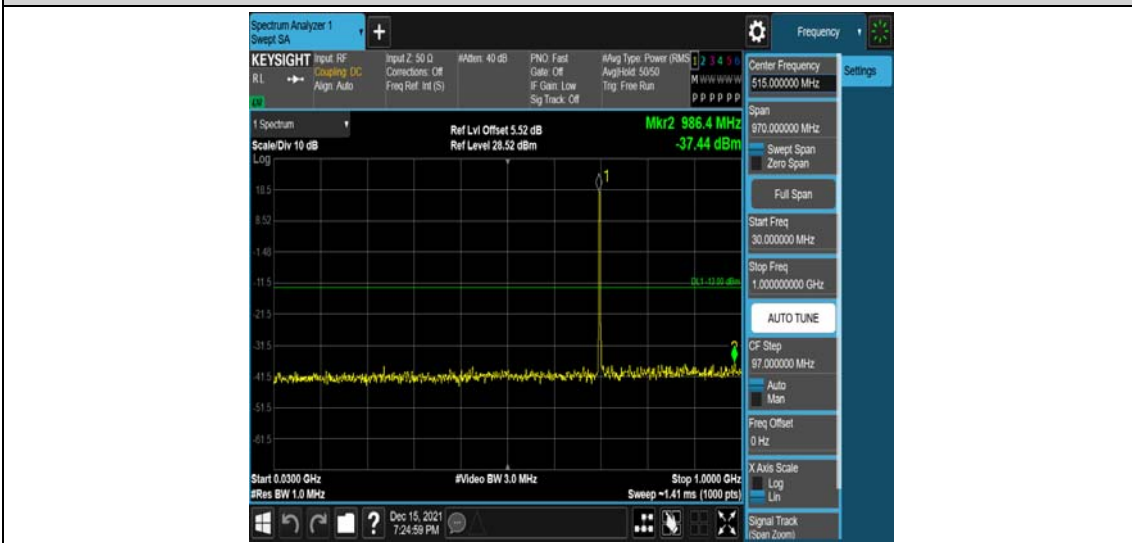 Spectrum Analyzer 1
Swept SA
+
Frequency
KEYSIGHT
RL
Input: RF
Coupling: DC
Align: Auto
Input Z: 50 Ω
Corrections: Off
Freq Ref: Int (S)
#Atten: 40 dB
PNO: Fast
Gate: Off
IF Gain: Low
Sig Track: Off
#Avg Type: Power (RMS
Avg|Hold: 50/50
Trig: Free Run
1 2 3 4 5 6
M W W W W W
P P P P P P
1 Spectrum
Scale/Div 10 dB
Log
Ref Lvl Offset 5.52 dB
Ref Level 28.52 dBm
Mkr2 986.4 MHz
-37.44 dBm
1
18.5
8.52
-1.48
DL1 -13.00 dBm
-11.5
-21.5
-31.5
2
-41.5
-51.5
-61.5
Start 0.0300 GHz
#Res BW 1.0 MHz
#Video BW 3.0 MHz
Stop 1.0000 GHz
Sweep ~1.41 ms (1000 pts)
Center Frequency
515.000000 MHz
Settings
Span
970.000000 MHz
Swept Span
Zero Span
Full Span
Start Freq
30.000000 MHz
Stop Freq
1.000000000 GHz
AUTO TUNE
CF Step
97.000000 MHz
Auto
Man
Freq Offset
0 Hz
X Axis Scale
Log
Lin
Signal Track
(Span Zoom)
?
Dec 15, 2021
7:24:59 PM